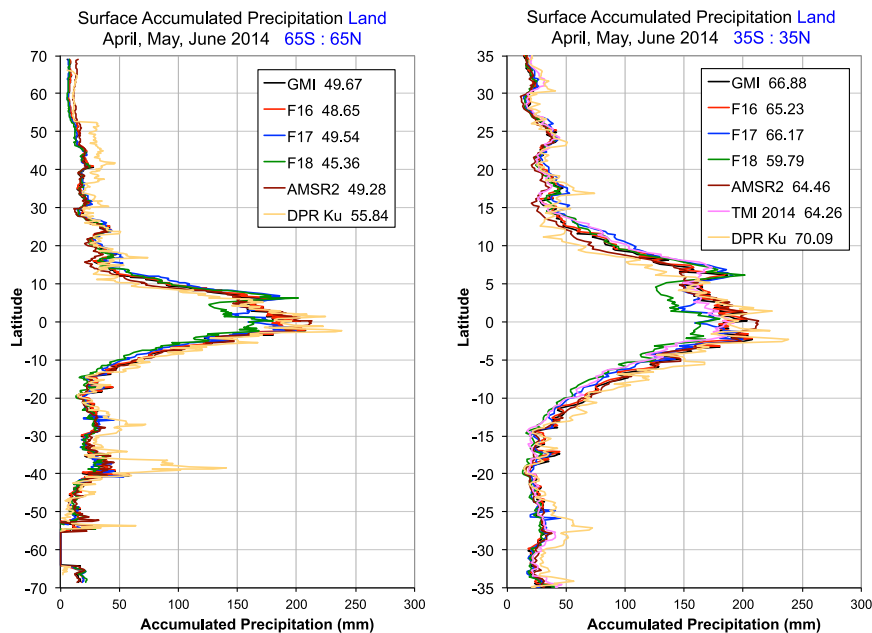 Surface Accumulated Precipitation Land
April, May, June 2014 65S : 65N
70
60
50
40
30
20
10
0
-10
-20
-30
-40
-50
-60
-70
Latitude
GMI 49.67
F16 48.65
F17 49.54
F18 45.36
AMSR2 49.28
DPR Ku 55.84
0 50 100 150 200 250 300
Accumulated Precipitation (mm)
Surface Accumulated Precipitation Land
April, May, June 2014 35S : 35N
35
30
25
20
15
10
5
0
-5
-10
-15
-20
-25
-30
-35
Latitude
GMI 66.88
F16 65.23
F17 66.17
F18 59.79
AMSR2 64.46
TMI 2014 64.26
DPR Ku 70.09
0 50 100 150 200 250 300
Accumulated Precipitation (mm)